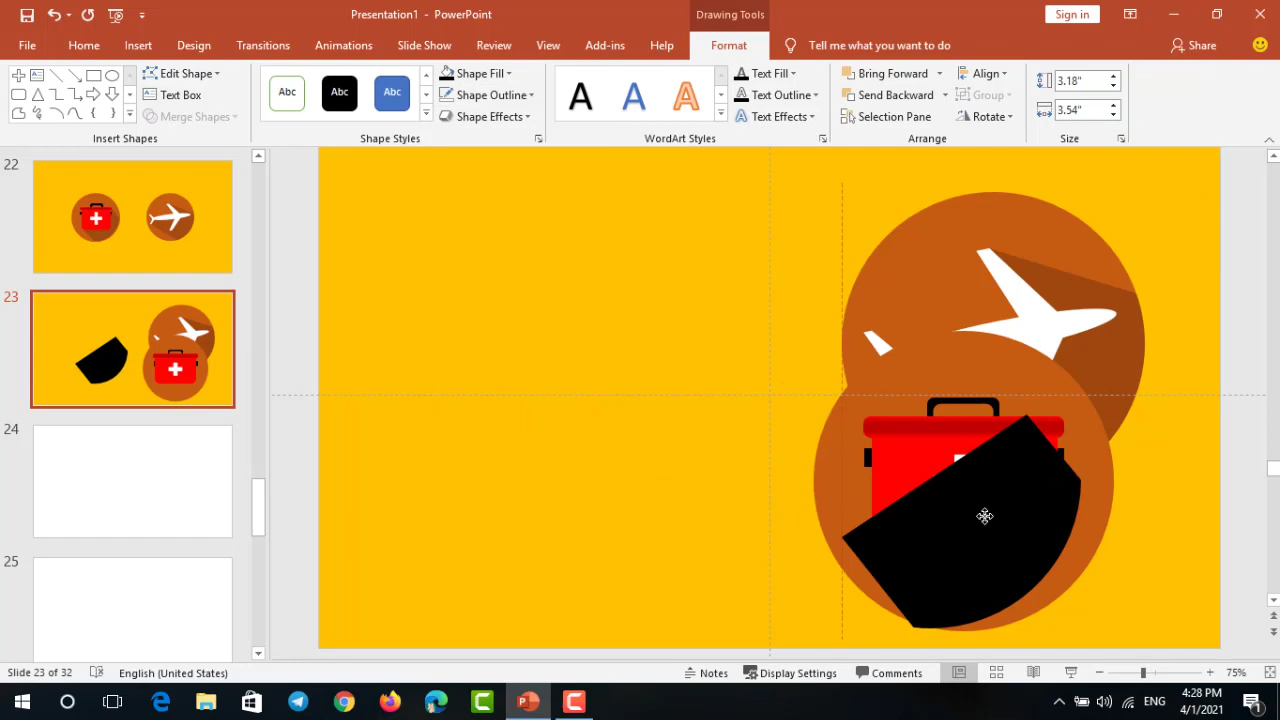 Presentation1 - PowerPoint
Drawing Tools
Sign in
File Home Insert Design Transitions Animations Slide Show Review View Add-ins Help Format Tell me what you want to do Share
Edit Shape
Text Box
Merge Shapes
Insert Shapes
Abc Abc Abc
Shape Fill
Shape Outline
Shape Effects
Shape Styles
A A A
Text Fill
Text Outline
Text Effects
WordArt Styles
Bring Forward
Send Backward
Selection Pane
Align
Group
Rotate
Arrange
3.18"
3.54"
Size
22
23
24
25
Slide 23 of 32 English (United States) Notes Display Settings Comments 75%
ENG
4:28 PM
4/1/2021
1